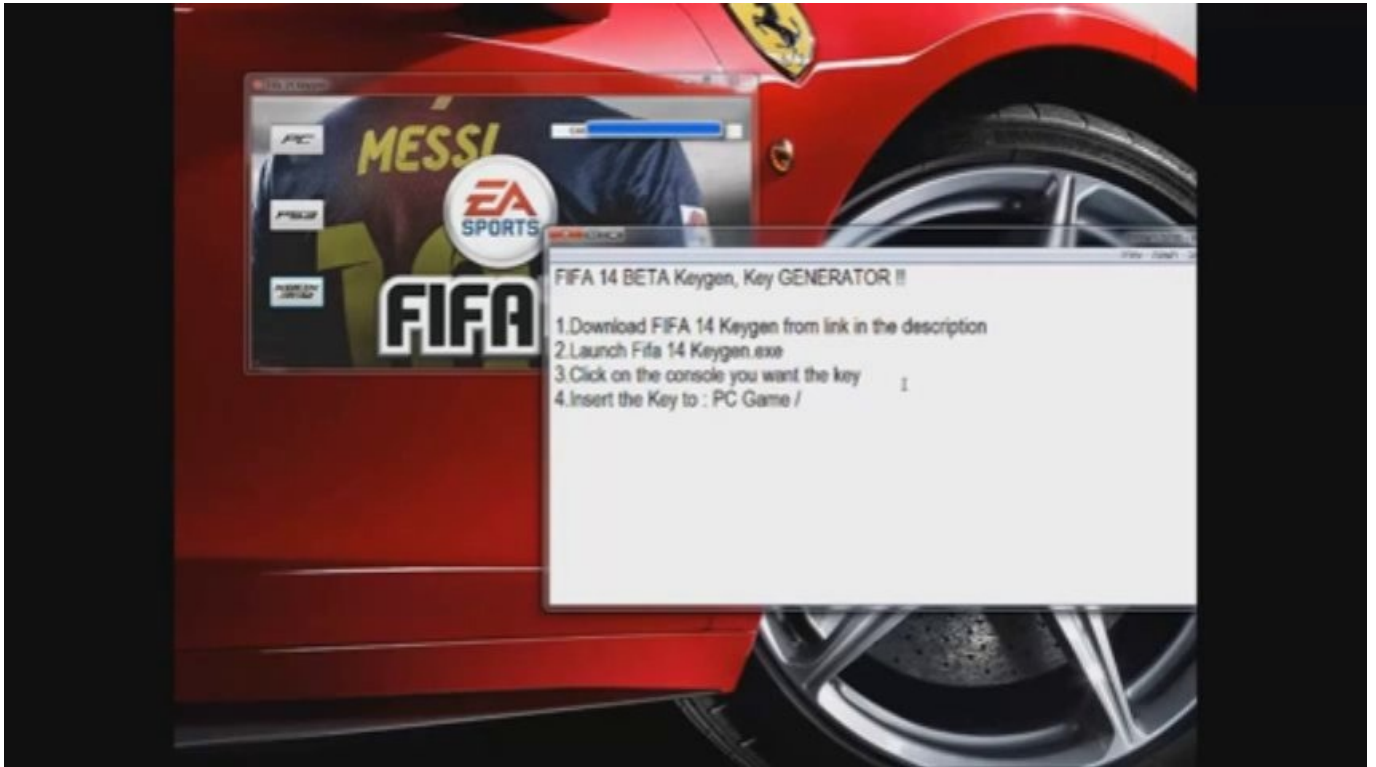 PC
PS3
MESSI
EA
SPORTS
FIFA
FIFA 14 BETA Keygen, Key GENERATOR !!
1.Download FIFA 14 Keygen from link in the description
2.Launch Fifa 14 Keygen.exe
3.Click on the console you want the key
4.Insert the Key to : PC Game /